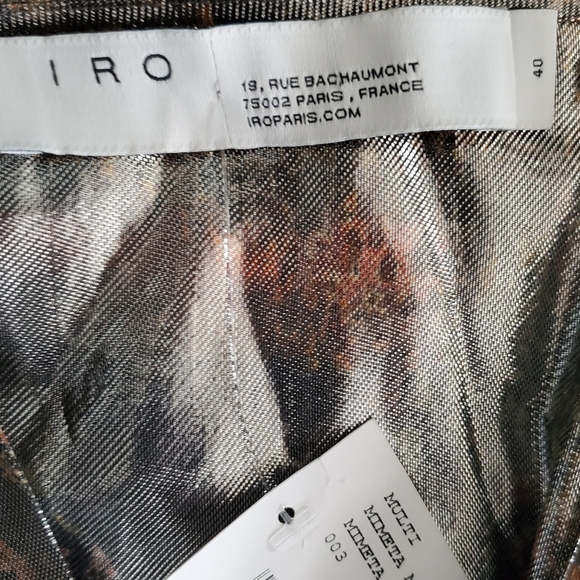 IRO
19, RUE BACHAUMONT
75002 PARIS, FRANCE
IROPARIS.COM
40
MULTI
MIMETA
MIMETA
003